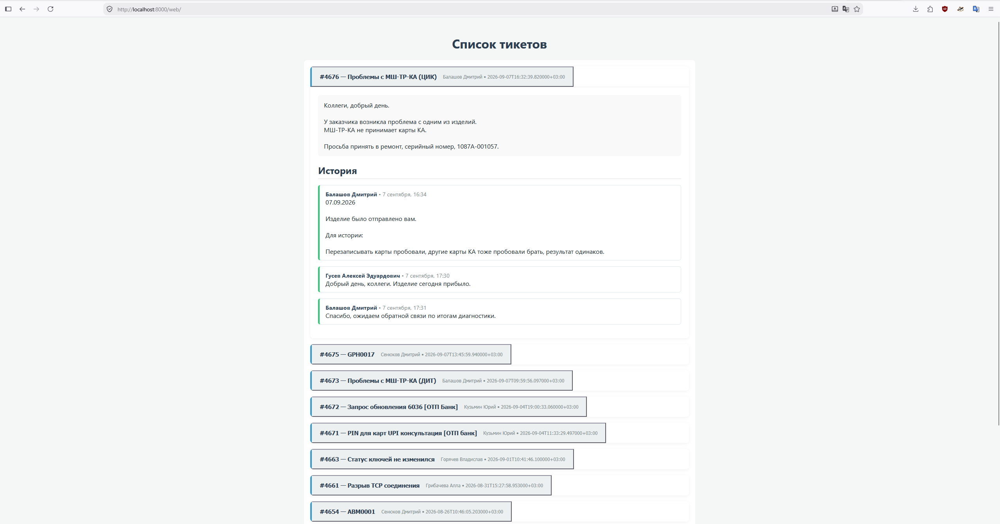 http://localhost:8000/web/
Список тикетов
#4676 — Проблемы с МШ-ТР-КА (ЦИК) Балашов Дмитрий • 2026-09-07T16:32:39.820000+03:00
Коллеги, добрый день.
У заказчика возникла проблема с одним из изделий.
МШ-ТР-КА не принимает карты КА.
Просьба принять в ремонт, серийный номер, 1087А-001057.
История
Балашов Дмитрий • 7 сентября, 16:34
07.09.2026
Изделие было отправлено вам.
Для истории:
Перезаписывать карты пробовали, другие карты КА тоже пробовали брать, результат одинаков.
Гусев Алексей Эдуардович • 7 сентября, 17:30
Добрый день, коллеги. Изделие сегодня прибыло.
Балашов Дмитрий • 7 сентября, 17:31
Спасибо, ожидаем обратной связи по итогам диагностики.
#4675 — GPH0017 Сенюков Дмитрий • 2026-09-07T13:45:59.940000+03:00
#4673 — Проблемы с МШ-ТР-КА (ДИТ) Балашов Дмитрий • 2026-09-07T09:59:56.097000+03:00
#4672 — Запрос обновления 6036 [ОТП Банк] Кузьмин Юрий • 2026-09-04T19:00:33.060000+03:00
#4671 — PIN для карт UPI консультация [ОТП банк] Кузьмин Юрий • 2026-09-04T11:33:29.497000+03:00
#4663 — Статус ключей не изменился Горячев Владислав • 2026-09-01T10:41:46.100000+03:00
#4661 — Разрыв TCP соединения Грибачева Алла • 2026-08-31T15:27:58.953000+03:00
#4654 — ABM0001 Сенюков Дмитрий • 2026-08-26T10:46:05.203000+03:00